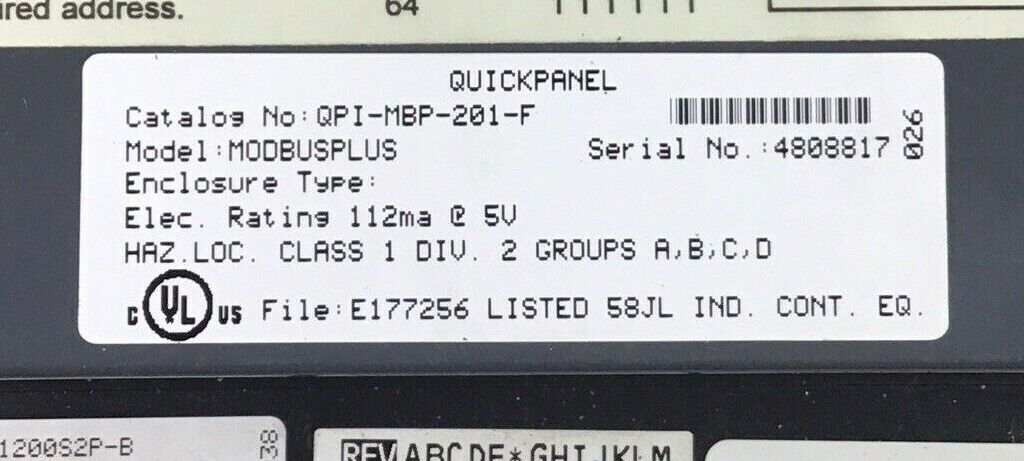 ired address.
64
QUICKPANEL
Catalog No:QPI-MBP-201-F
Model:MODBUSPLUS
Serial No.:4808817
026
Enclosure Type:
Elec. Rating 112ma @ 5V
HAZ.LOC. CLASS 1 DIV. 2 GROUPS A,B,C,D
C UL US File:E177256 LISTED 58JL IND. CONT. EQ.
1200S2P-B
38
REV ABCDE*GHIJKLM